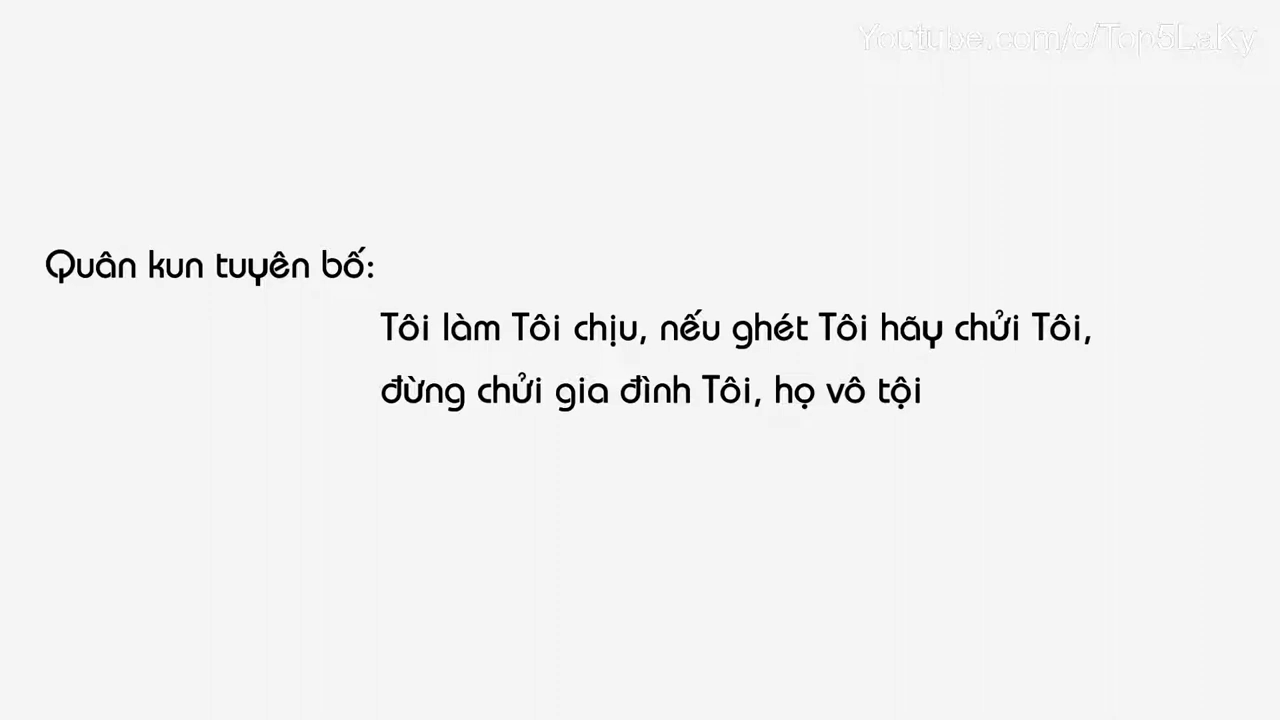 Youtube.com/c/Top5LaKy
Quân kun tuyên bố:
Tôi làm Tôi chịu, nếu ghét Tôi hãy chửi Tôi,
đừng chửi gia đình Tôi, họ vô tội